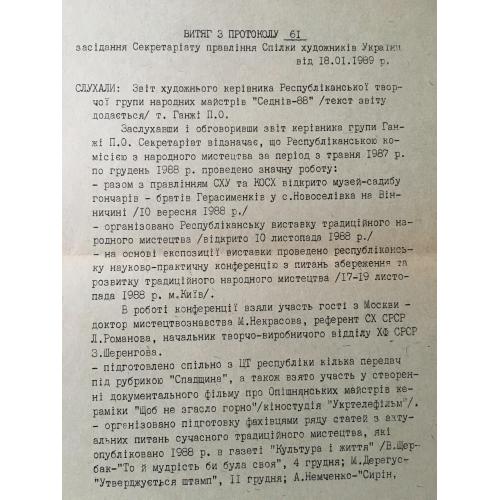 ВИТЯГ З ПРОТОКОЛУ 61
засідання Секретаріату правління Спілки художників України
від 18.01.1989 р.
СЛУХАЛИ: Звіт художнього керівника Республіканської твор-
чої групи народних майстрів "Седнів-88" /текст звіту
додається/ т. Ганжі П.О.
Заслухавши і обговоривши звіт керівника групи Ган-
жі П.О. Секретаріат відзначає, що Республіканською ко-
місією з народного мистецтва за період з травня 1987 р.
по грудень 1988 р. проведено значну роботу:
- разом з правлінням СХУ та КОСХ відкрито музей-садибу
гончарів - братів Герасименків у с.Новоселівка на Він-
ничині /10 вересня 1988 р./
- організовано Республіканську виставку традиційного на-
родного мистецтва /відкрито 10 листопада 1988 р./
- на основі експозиції виставки проведено республікансь-
ку науково-практичну конференцію з питань збереження та
розвитку традиційного народного мистецтва /17-19 листо-
пада 1988 р. м.Київ/.
В роботі конференції взяли участь гості з Москви -
доктор мистецтвознавства М.Некрасова, референт СХ СРСР
Л.Романова, начальник творчо-виробничого відділу ХФ СРСР
З.Шеренгова.
- підготовлено спільно з ЦТ республіки кілька передач
під рубрикою "Спадщина", а також взято участь у створен-
ні документального фільму про Опішнянських майстрів ке-
раміки "Щоб не згасло горно"/кіностудія "Укртелефільм"/.
- організовано підготовку фахівцями ряду статей з акту-
альних питань сучасного традиційного мистецтва, які
опубліковано 1988 р. в газеті "Культура і життя" /В.Щер-
бак-"То й мудрість би була своя", 4 грудня; М.Дерегус-
"Утверджується штамп", 11 грудня; А.Немченко-"Сирін,